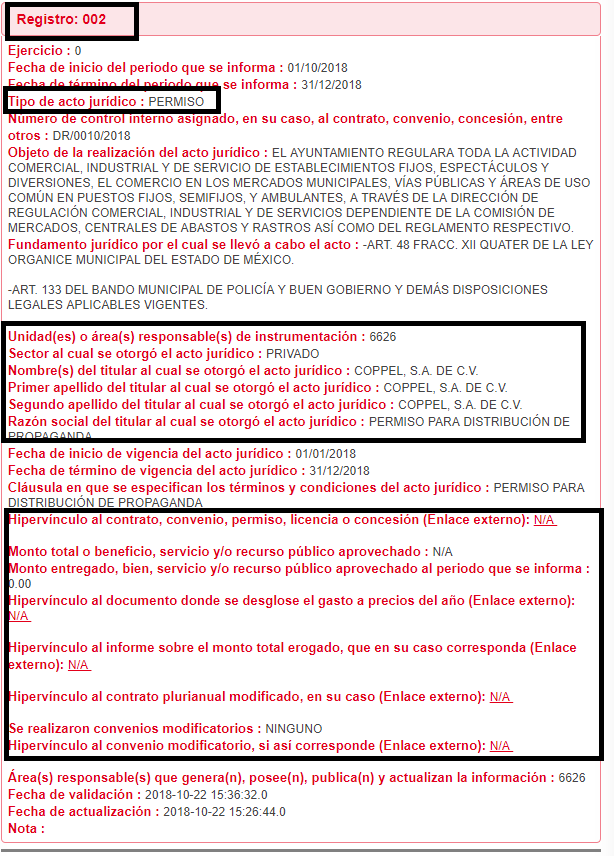 Registro: 002
Ejercicio : 0
Fecha de inicio del periodo que se informa : 01/10/2018
Fecha de término del periodo que se informa : 31/12/2018
Tipo de acto jurídico : PERMISO
Número de control interno asignado, en su caso, al contrato, convenio, concesión, entre
otros : DR/0010/2018
Objeto de la realización del acto jurídico : EL AYUNTAMIENTO REGULARA TODA LA ACTIVIDAD
COMERCIAL, INDUSTRIAL Y DE SERVICIO DE ESTABLECIMIENTOS FIJOS, ESPECTÁCULOS Y
DIVERSIONES, EL COMERCIO EN LOS MERCADOS MUNICIPALES, VÍAS PÚBLICAS Y ÁREAS DE USO
COMÚN EN PUESTOS FIJOS, SEMIFIJOS, Y AMBULANTES, A TRAVÉS DE LA DIRECCIÓN DE
REGULACIÓN COMERCIAL, INDUSTRIAL Y DE SERVICIOS DEPENDIENTE DE LA COMISIÓN DE
MERCADOS, CENTRALES DE ABASTOS Y RASTROS ASÍ COMO DEL REGLAMENTO RESPECTIVO.
Fundamento jurídico por el cual se llevó a cabo el acto : -ART. 48 FRACC. XII QUATER DE LA LEY
ORGANICE MUNICIPAL DEL ESTADO DE MÉXICO.
-ART. 133 DEL BANDO MUNICIPAL DE POLICÍA Y BUEN GOBIERNO Y DEMÁS DISPOSICIONES
LEGALES APLICABLES VIGENTES.
Unidad(es) o área(s) responsable(s) de instrumentación : 6626
Sector al cual se otorgó el acto jurídico : PRIVADO
Nombre(s) del titular al cual se otorgó el acto jurídico : COPPEL, S.A. DE C.V.
Primer apellido del titular al cual se otorgó el acto jurídico : COPPEL, S.A. DE C.V.
Segundo apellido del titular al cual se otorgó el acto jurídico : COPPEL, S.A. DE C.V.
Razón social del titular al cual se otorgó el acto jurídico : PERMISO PARA DISTRIBUCIÓN DE
PROPAGANDA
Fecha de inicio de vigencia del acto jurídico : 01/01/2018
Fecha de término de vigencia del acto jurídico : 31/12/2018
Cláusula en que se especifican los términos y condiciones del acto jurídico : PERMISO PARA
DISTRIBUCIÓN DE PROPAGANDA
Hipervínculo al contrato, convenio, permiso, licencia o concesión (Enlace externo): N/A
Monto total o beneficio, servicio y/o recurso público aprovechado : N/A
Monto entregado, bien, servicio y/o recurso público aprovechado al periodo que se informa :
0.00
Hipervínculo al documento donde se desglose el gasto a precios del año (Enlace externo):
N/A
Hipervínculo al informe sobre el monto total erogado, que en su caso corresponda (Enlace
externo): N/A
Hipervínculo al contrato plurianual modificado, en su caso (Enlace externo): N/A
Se realizaron convenios modificatorios : NINGUNO
Hipervínculo al convenio modificatorio, si así corresponde (Enlace externo): N/A
Área(s) responsable(s) que genera(n), posee(n), publica(n) y actualizan la información : 6626
Fecha de validación : 2018-10-22 15:36:32.0
Fecha de actualización : 2018-10-22 15:26:44.0
Nota :